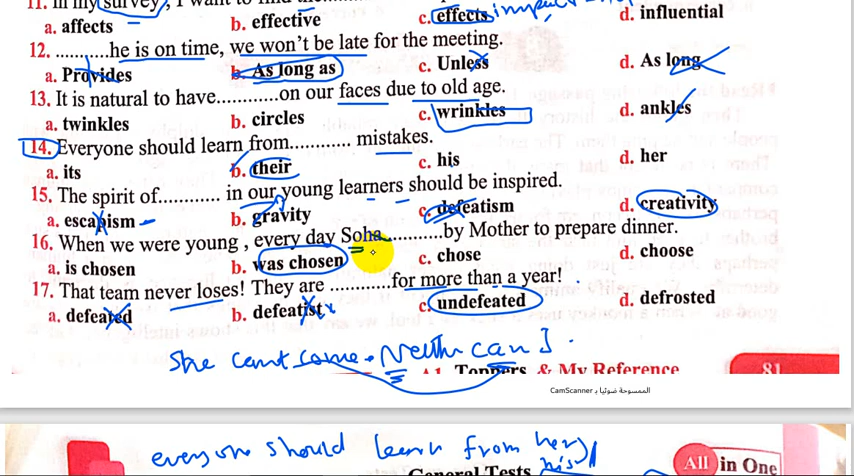 11. In my survey, I want to find
a. affects b. effective c. effects d. influential
12. ..........he is on time, we won't be late for the meeting.
a. Provides b. As long as c. Unless d. As long
13. It is natural to have............on our faces due to old age.
a. twinkles b. circles c. wrinkles d. ankles
14. Everyone should learn from............ mistakes.
a. its b. their c. his d. her
15. The spirit of............ in our young learners should be inspired.
a. escapism b. gravity c. defeatism d. creativity
16. When we were young , every day Soha............by Mother to prepare dinner.
a. is chosen b. was chosen c. chose d. choose
17. That team never loses! They are ............for more than a year!
a. defeated b. defeatist c. undefeated d. defrosted
She can't come. Neither can I.
A1 Toppers & My Reference 81
الممسوحة ضوئيا بـ CamScanner
everyone should learn from her
his
General Tests
All in One